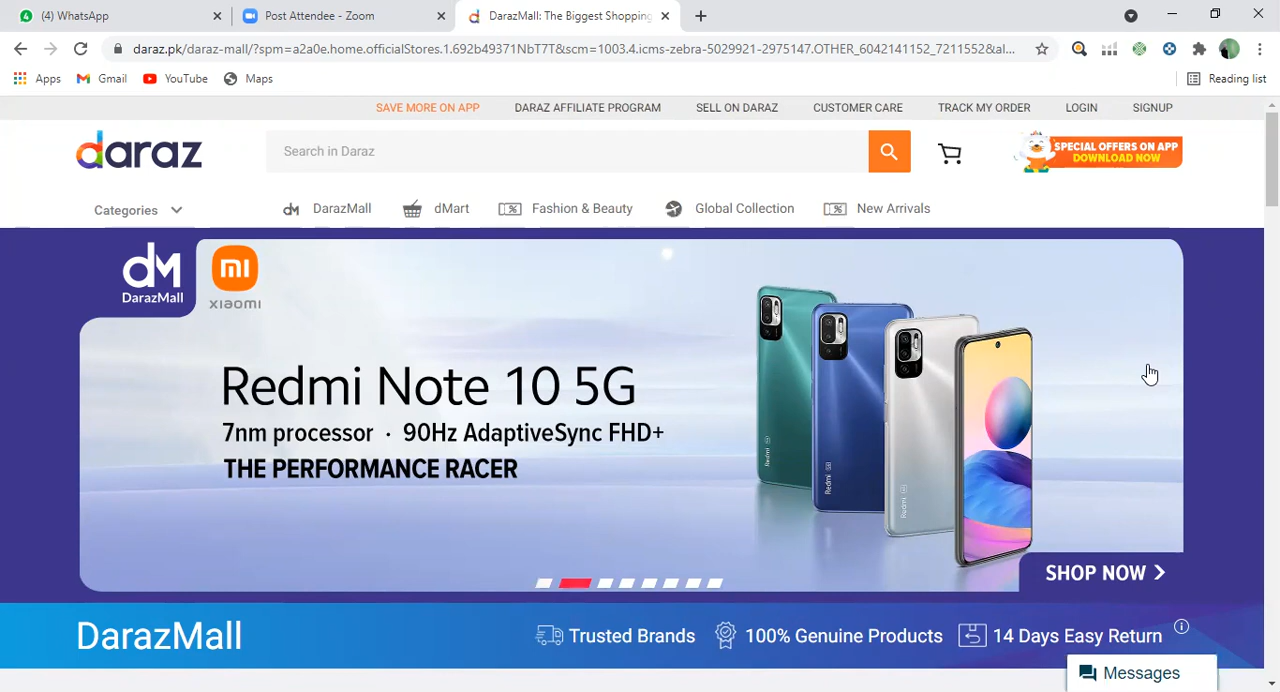 4 (4) WhatsApp
Post Attendee - Zoom
DarazMall: The Biggest Shopping
daraz.pk/daraz-mall/?spm=a2a0e.home.officialStores.1.692b49371NbT7T&scm=1003.4.icms-zebra-5029921-2975147.OTHER_6042141152_7211552&al...
Apps
Gmail
YouTube
Maps
Reading list
SAVE MORE ON APP
DARAZ AFFILIATE PROGRAM
SELL ON DARAZ
CUSTOMER CARE
TRACK MY ORDER
LOGIN
SIGNUP
daraz
Search in Daraz
SPECIAL OFFERS ON APP
DOWNLOAD NOW
Categories
dM DarazMall
dMart
Fashion & Beauty
Global Collection
New Arrivals
dM
DarazMall
mi
xiaomi
Redmi Note 10 5G
7nm processor · 90Hz AdaptiveSync FHD+
THE PERFORMANCE RACER
Redmi
Redmi
Redmi
SHOP NOW
DarazMall
Trusted Brands
100% Genuine Products
14 Days Easy Return
Messages